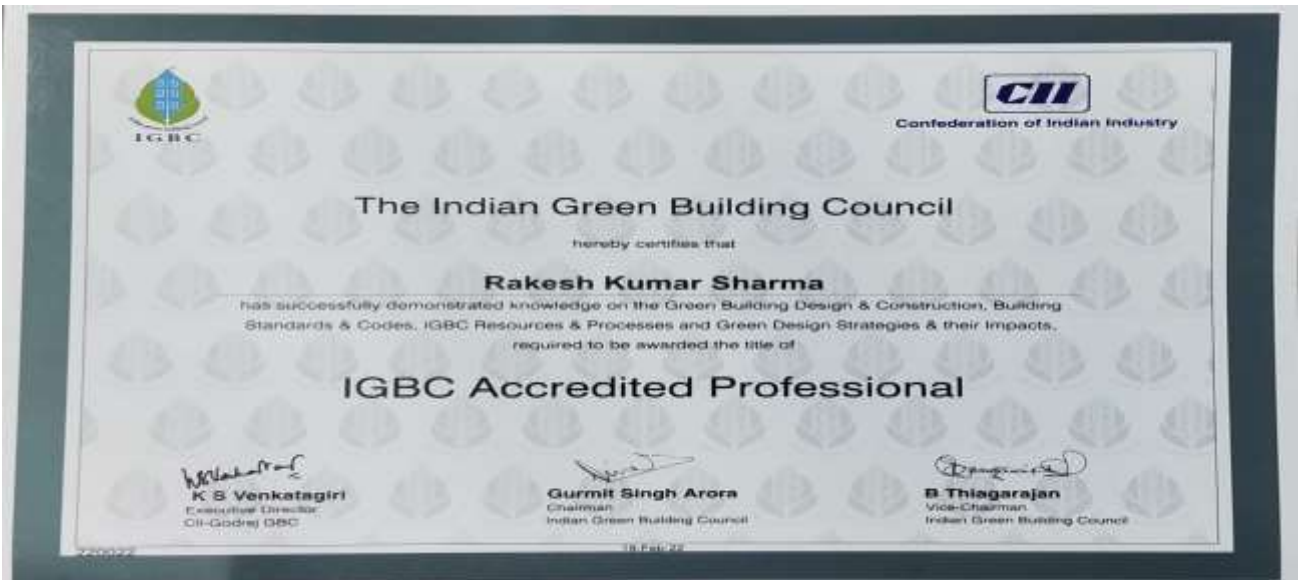 IGBC
CII
Confederation of Indian Industry
The Indian Green Building Council
hereby certifies that
Rakesh Kumar Sharma
has successfully demonstrated knowledge on the Green Building Design & Construction, Building
Standards & Codes, IGBC Resources & Processes and Green Design Strategies & their Impacts,
required to be awarded the title of
IGBC Accredited Professional
K S Venkatagiri
Executive Director
CII-Godrej GBC
Gurmit Singh Arora
Chairman
Indian Green Building Council
B Thiagarajan
Vice-Chairman
Indian Green Building Council
220022
Feb 22